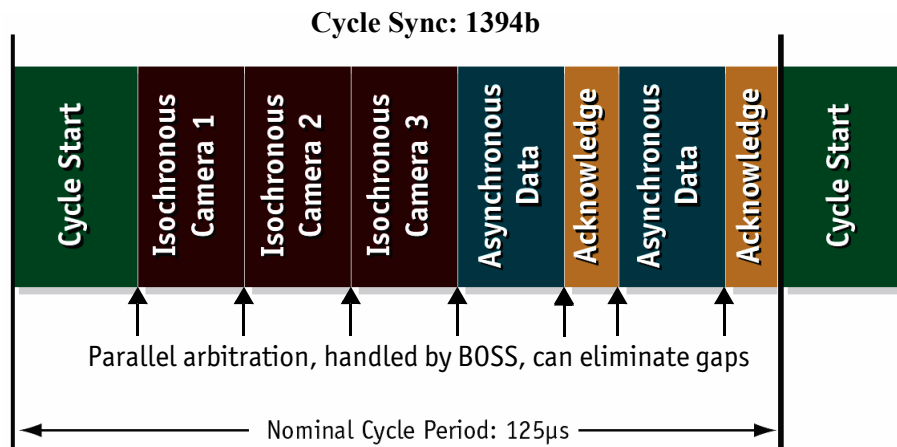 Cycle Sync: 1394b
Cycle Start
Isochronous
Camera 1
Isochronous
Camera 2
Isochronous
Camera 3
Asynchronous
Data
Acknowledge
Asynchronous
Data
Acknowledge
Cycle Start
Parallel arbitration, handled by BOSS, can eliminate gaps
Nominal Cycle Period: 125µs